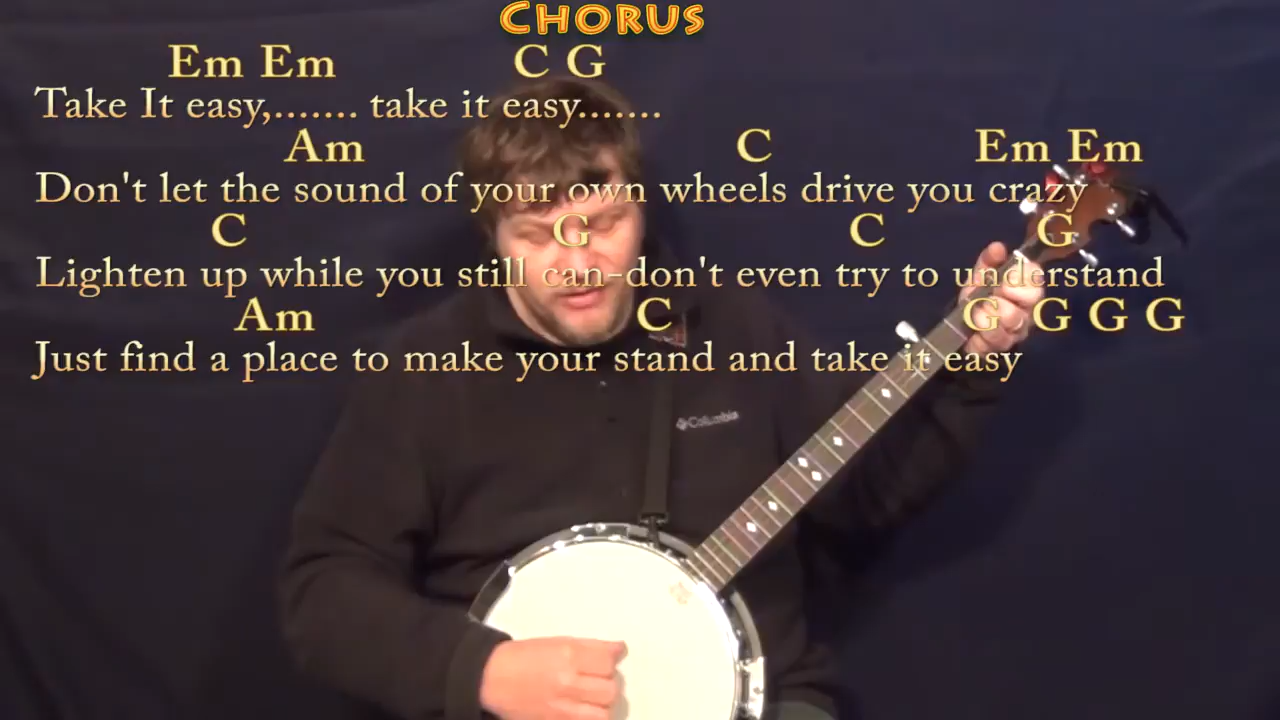 CHORUS
Em Em C G
Take It easy,....... take it easy.......
Am C Em Em
Don't let the sound of your own wheels drive you crazy
C G C G
Lighten up while you still can-don't even try to understand
Am C G G G G
Just find a place to make your stand and take it easy
Columbia